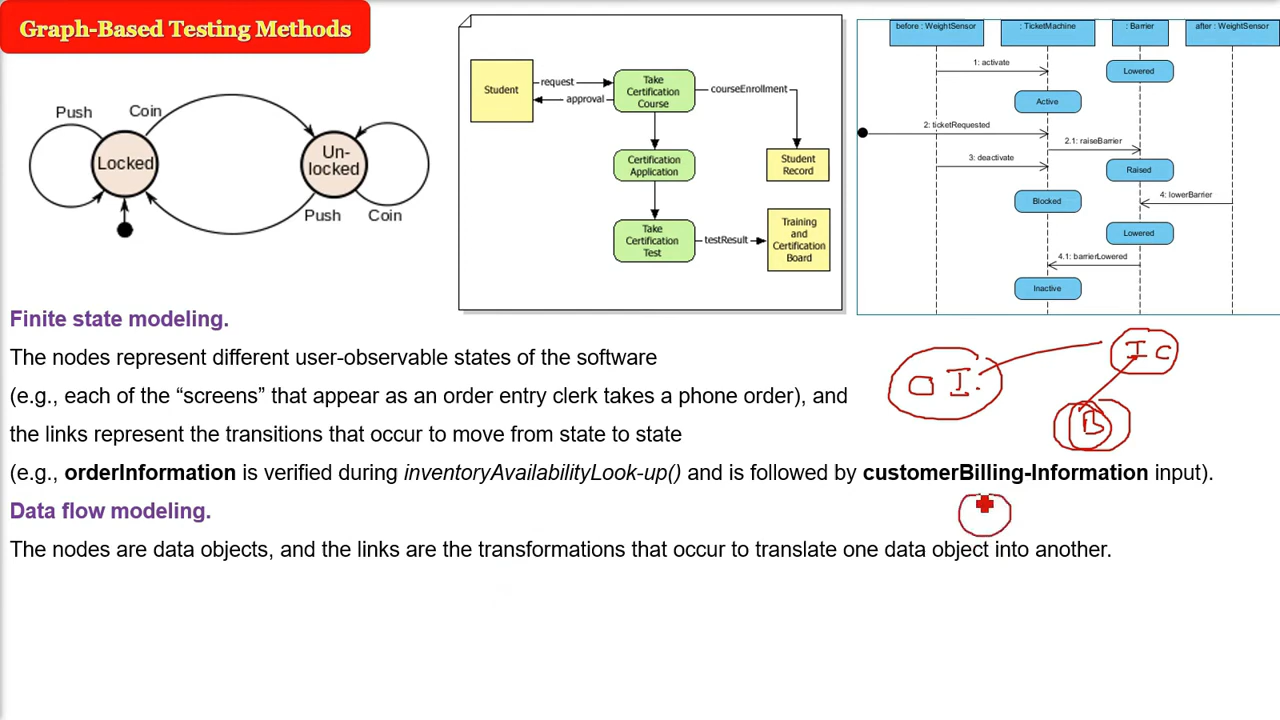 Graph-Based Testing Methods
Push
Coin
Locked
Un-
locked
Push
Coin
Student
request
approval
Take
Certification
Course
courseEnrollment
Certification
Application
Student
Record
Take
Certification
Test
testResult
Training
and
Certification
Board
before : WeightSensor
: TicketMachine
: Barrier
after : WeightSensor
1: activate
Lowered
Active
2: ticketRequested
2.1: raiseBarrier
3: deactivate
Raised
Blocked
4: lowerBarrier
Lowered
4.1: barrierLowered
Inactive
Finite state modeling.
The nodes represent different user-observable states of the software
(e.g., each of the “screens” that appear as an order entry clerk takes a phone order), and
the links represent the transitions that occur to move from state to state
(e.g., orderInformation is verified during inventoryAvailabilityLook-up() and is followed by customerBilling-Information input).
O I.
I C
B
Data flow modeling.
The nodes are data objects, and the links are the transformations that occur to translate one data object into another.